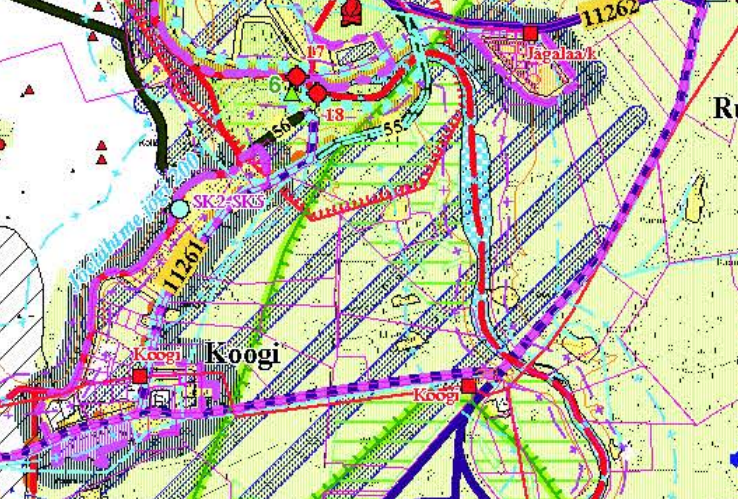 11262
17
Jägala a/k
Ru
6
18
56
55
SK2, SK5
11261
Koogi
Koogi
Koogi